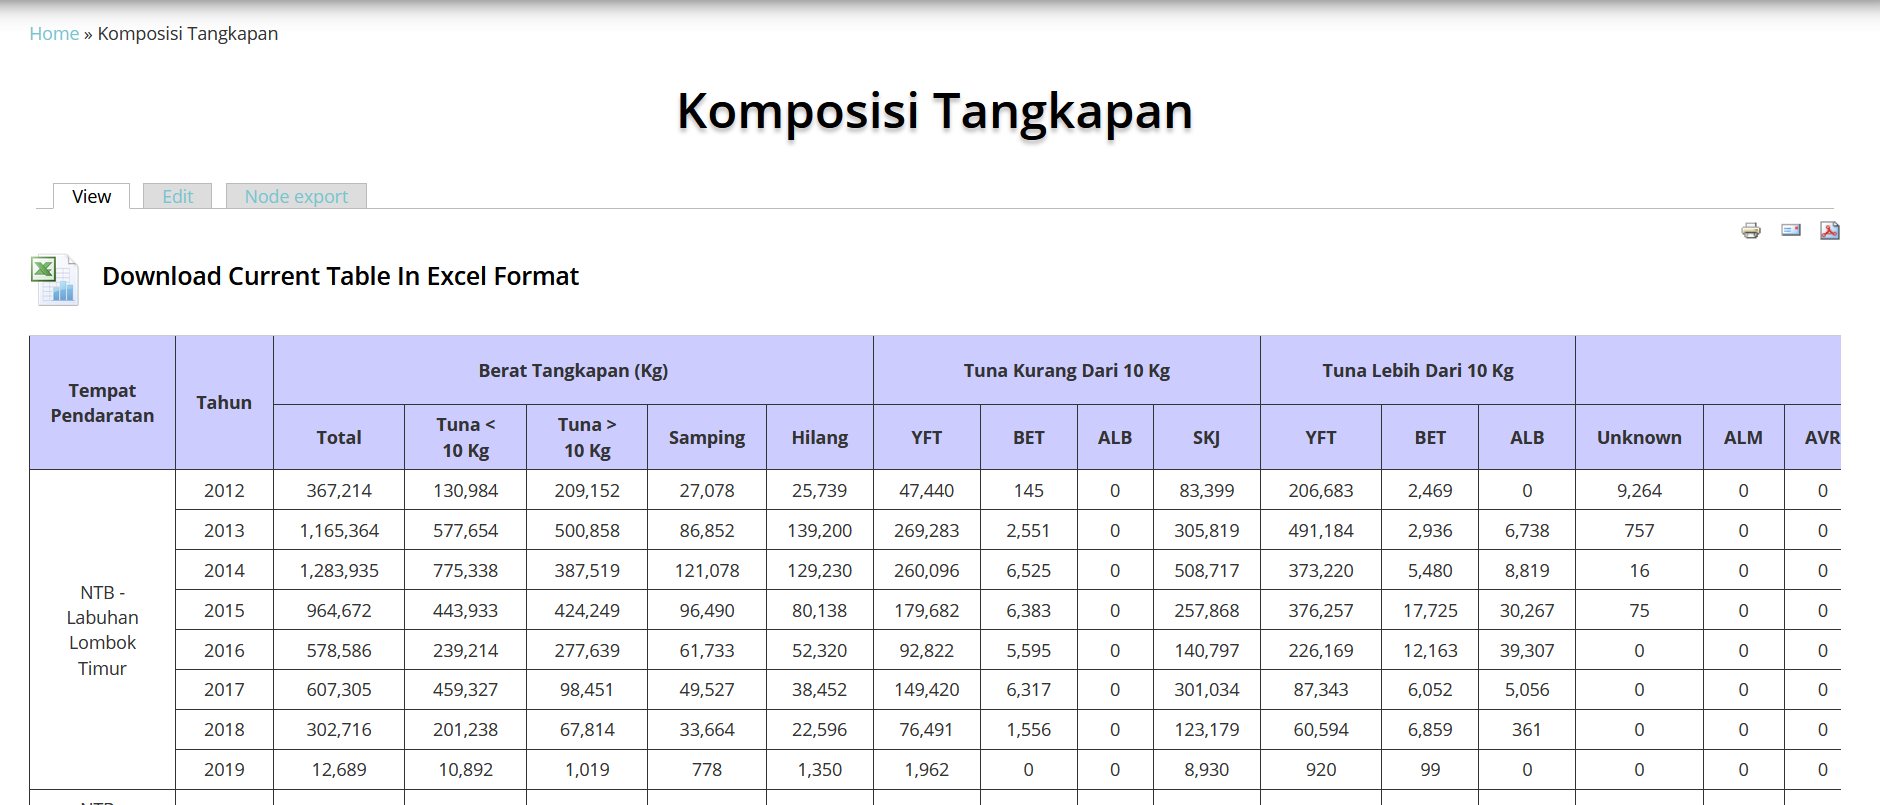 Home » Komposisi Tangkapan
Komposisi Tangkapan
View Edit Node export
Download Current Table In Excel Format
Tempat Pendaratan Tahun Berat Tangkapan (Kg) Tuna Kurang Dari 10 Kg Tuna Lebih Dari 10 Kg
Total Tuna < 10 Kg Tuna > 10 Kg Samping Hilang YFT BET ALB SKJ YFT BET ALB Unknown ALM AVR
NTB - Labuhan Lombok Timur
2012 367,214 130,984 209,152 27,078 25,739 47,440 145 0 83,399 206,683 2,469 0 9,264 0 0
2013 1,165,364 577,654 500,858 86,852 139,200 269,283 2,551 0 305,819 491,184 2,936 6,738 757 0 0
2014 1,283,935 775,338 387,519 121,078 129,230 260,096 6,525 0 508,717 373,220 5,480 8,819 16 0 0
2015 964,672 443,933 424,249 96,490 80,138 179,682 6,383 0 257,868 376,257 17,725 30,267 75 0 0
2016 578,586 239,214 277,639 61,733 52,320 92,822 5,595 0 140,797 226,169 12,163 39,307 0 0 0
2017 607,305 459,327 98,451 49,527 38,452 149,420 6,317 0 301,034 87,343 6,052 5,056 0 0 0
2018 302,716 201,238 67,814 33,664 22,596 76,491 1,556 0 123,179 60,594 6,859 361 0 0 0
2019 12,689 10,892 1,019 778 1,350 1,962 0 0 8,930 920 99 0 0 0 0